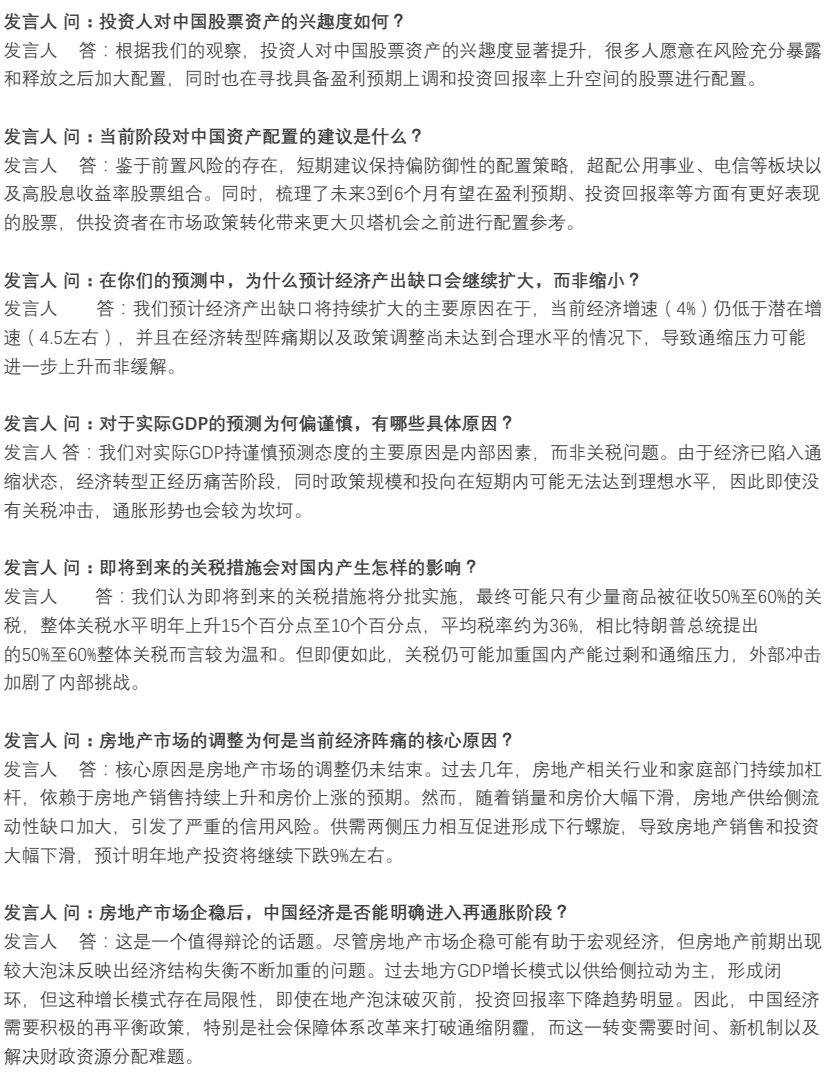 发言人 问：投资人对中国股票资产的兴趣度如何？
发言人 答：根据我们的观察，投资人对中国股票资产的兴趣度显著提升，很多人愿意在风险充分暴露
和释放之后加大配置，同时也在寻找具备盈利预期上调和投资回报率上升空间的股票进行配置。
发言人 问：当前阶段对中国资产配置的建议是什么？
发言人 答：鉴于前置风险的存在，短期建议保持偏防御性的配置策略，超配公用事业、电信等板块以
及高股息收益率股票组合。同时，梳理了未来3到6个月有望在盈利预期、投资回报率等方面有更好表现
的股票，供投资者在市场政策转化带来更大贝塔机会之前进行配置参考。
发言人 问：在你们的预测中，为什么预计经济产出缺口会继续扩大，而非缩小？
发言人 答：我们预计经济产出缺口将持续扩大的主要原因在于，当前经济增速（4%）仍低于潜在增
速（4.5左右），并且在经济转型阵痛期以及政策调整尚未达到合理水平的情况下，导致通缩压力可能
进一步上升而非缓解。
发言人 问：对于实际GDP的预测为何偏谨慎，有哪些具体原因？
发言人 答：我们对实际GDP持谨慎预测态度的主要原因是内部因素，而非关税问题。由于经济已陷入通
缩状态，经济转型正经历痛苦阶段，同时政策规模和投向在短期内可能无法达到理想水平，因此即使没
有关税冲击，通胀形势也会较为坎坷。
发言人 问：即将到来的关税措施会对国内产生怎样的影响？
发言人 答：我们认为即将到来的关税措施将分批实施，最终可能只有少量商品被征收50%至60%的关
税，整体关税水平明年上升15个百分点至10个百分点，平均税率约为36%，相比特朗普总统提出
的50%至60%整体关税而言较为温和。但即便如此，关税仍可能加重国内产能过剩和通缩压力，外部冲击
加剧了内部挑战。
发言人 问：房地产市场的调整为何是当前经济阵痛的核心原因？
发言人 答：核心原因是房地产市场的调整仍未结束。过去几年，房地产相关行业和家庭部门持续加杠
杆，依赖于房地产销售持续上升和房价上涨的预期。然而，随着销量和房价大幅下滑，房地产供给侧流
动性缺口加大，引发了严重的信用风险。供需两侧压力相互促进形成下行螺旋，导致房地产销售和投资
大幅下滑，预计明年地产投资将继续下跌9%左右。
发言人 问：房地产市场企稳后，中国经济是否能明确进入再通胀阶段？
发言人 答：这是一个值得辩论的话题。尽管房地产市场企稳可能有助于宏观经济，但房地产前期出现
较大泡沫反映出经济结构失衡不断加重的问题。过去地方GDP增长模式以供给侧拉动为主，形成闭
环，但这种增长模式存在局限性，即使在地产泡沫破灭前，投资回报率下降趋势明显。因此，中国经济
需要积极的再平衡政策，特别是社会保障体系改革来打破通缩阴霾，而这一转变需要时间、新机制以及
解决财政资源分配难题。